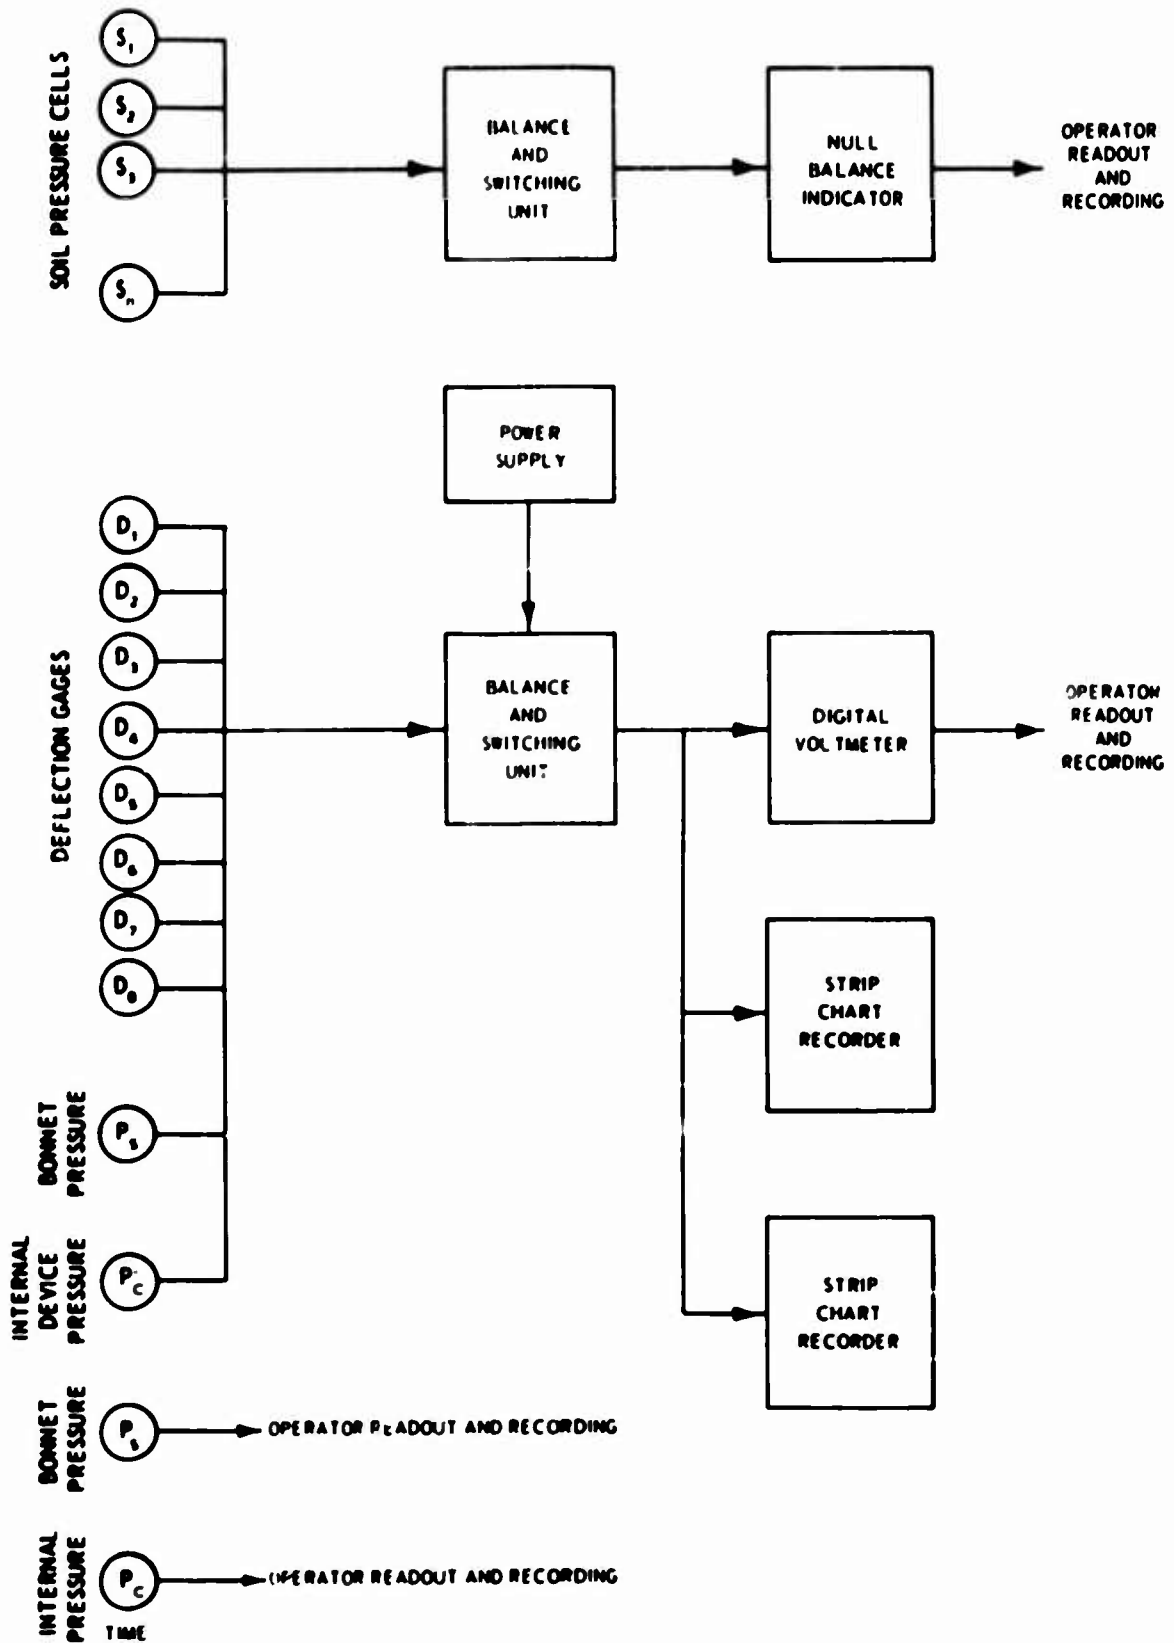 SOIL PRESSURE CELLS
S1
S2
S3
Sn
BALANCE
AND
SWITCHING
UNIT
NULL
BALANCE
INDICATOR
OPERATOR
READOUT
AND
RECORDING
POWER
SUPPLY
DEFLECTION GAGES
D1
D2
D3
D4
D5
D6
D7
D8
BALANCE
AND
SWITCHING
UNIT
DIGITAL
VOLTMETER
OPERATOR
READOUT
AND
RECORDING
STRIP
CHART
RECORDER
BONNET
PRESSURE
Ps
INTERNAL
DEVICE
PRESSURE
Pc
STRIP
CHART
RECORDER
BONNET
PRESSURE
Ps
OPERATOR READOUT AND RECORDING
INTERNAL
PRESSURE
Pc
OPERATOR READOUT AND RECORDING
TIME